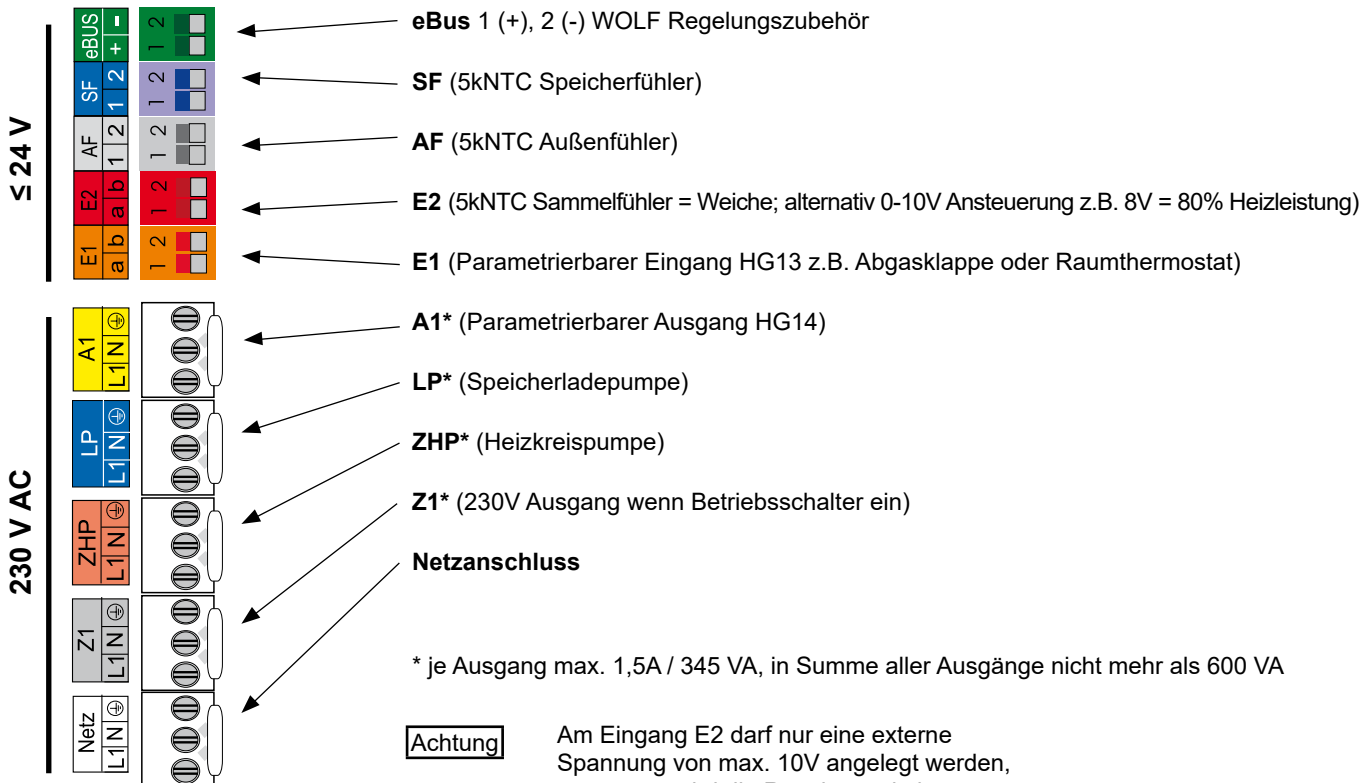 ≤ 24 V
eBUS + - 1 2
eBus 1 (+), 2 (-) WOLF Regelungszubehör
SF 1 2 1 2
SF (5kNTC Speicherfühler)
AF 1 2 1 2
AF (5kNTC Außenfühler)
E2 a b 1 2
E2 (5kNTC Sammelfühler = Weiche; alternativ 0-10V Ansteuerung z.B. 8V = 80% Heizleistung)
E1 a b 1 2
E1 (Parametrierbarer Eingang HG13 z.B. Abgasklappe oder Raumthermostat)
230 V AC
A1 L1 N
A1* (Parametrierbarer Ausgang HG14)
LP L1 N
LP* (Speicherladepumpe)
ZHP L1 N
ZHP* (Heizkreispumpe)
Z1 L1 N
Z1* (230V Ausgang wenn Betriebsschalter ein)
Netz L1 N
Netzanschluss
* je Ausgang max. 1,5A / 345 VA, in Summe aller Ausgänge nicht mehr als 600 VA
Achtung
Am Eingang E2 darf nur eine externe
Spannung von max. 10V angelegt werden,